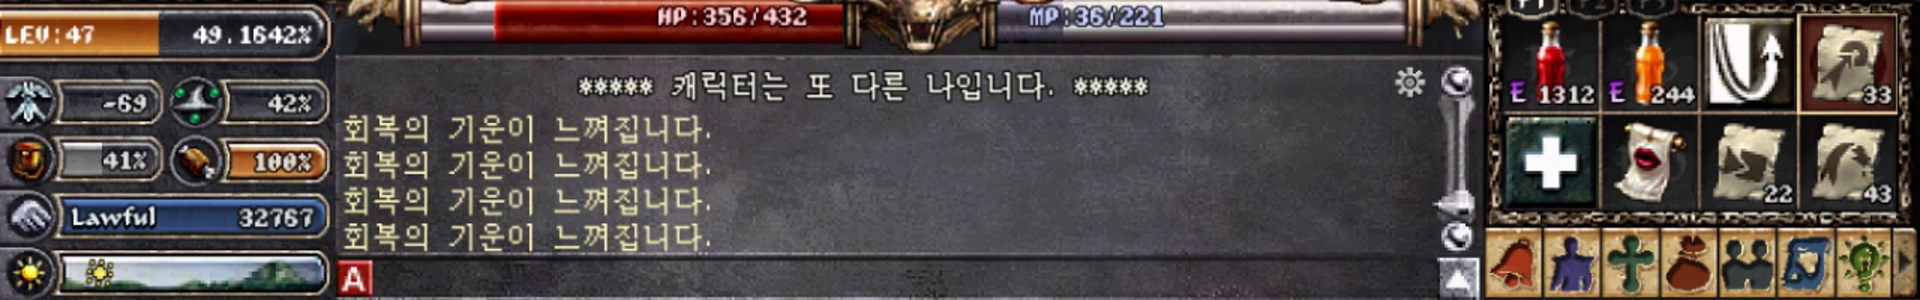 F1 F2 F3
HP:356/432
MP:36/221
LEV:47 49.1642%
***** 캐릭터는 또 다른 나입니다. *****
-69 42%
E 1312 E 244 33
회복의 기운이 느껴집니다.
회복의 기운이 느껴집니다.
41% 100%
회복의 기운이 느껴집니다.
22 43
Lawful 32767
회복의 기운이 느껴집니다.
A